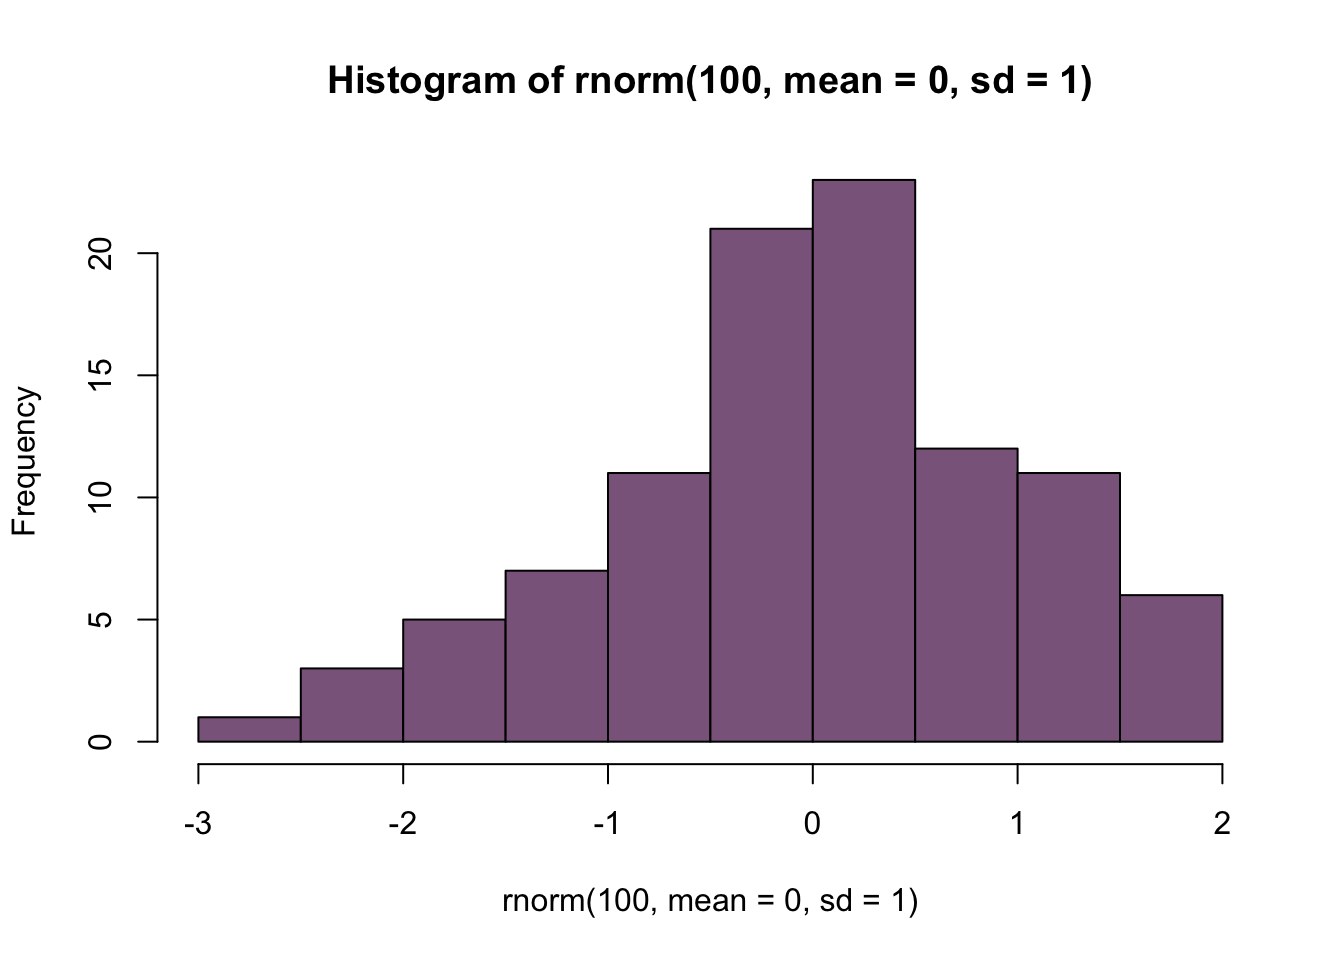 Histogram of rnorm(100, mean = 0, sd = 1)
Frequency
20
15
10
5
0
-3 -2 -1 0 1 2
rnorm(100, mean = 0, sd = 1)